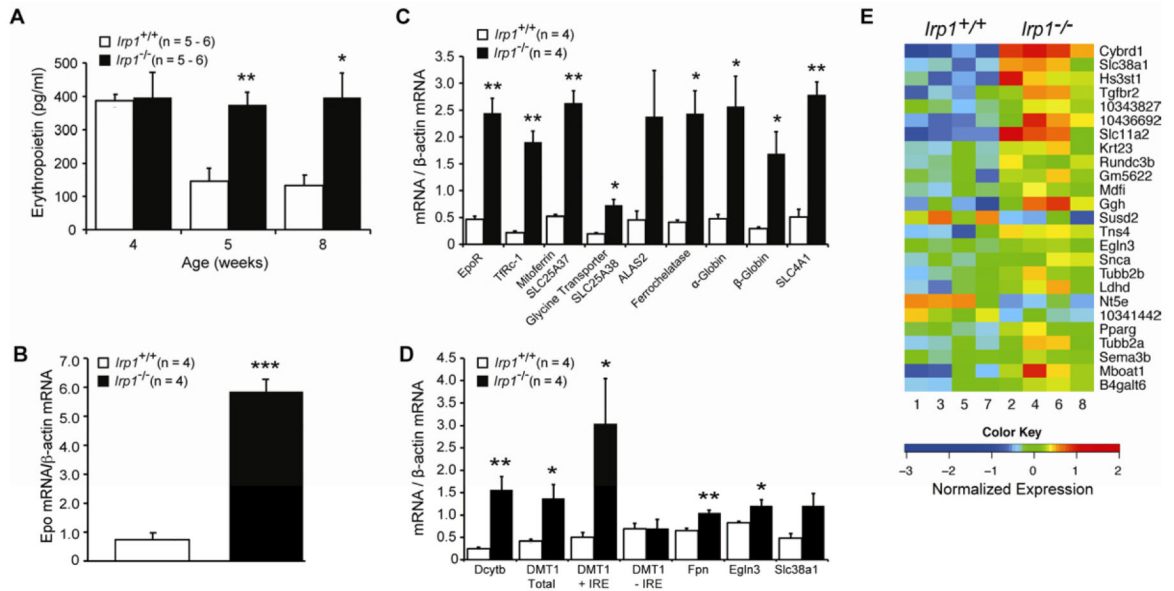 A
Irp1+/+ (n = 5 - 6)
Irp1-/- (n = 5 - 6)
Erythropoietin (pg/ml)
500
400
300
200
100
0
**
*
4 5 8
Age (weeks)
B
Irp1+/+ (n = 4)
Irp1-/- (n = 4)
Epo mRNA/β-actin mRNA
7.0
6.0
5.0
4.0
3.0
2.0
1.0
0.0
***
C
Irp1+/+ (n = 4)
Irp1-/- (n = 4)
mRNA / β-actin mRNA
3.5
3.0
2.5
2.0
1.5
1.0
0.5
0.0
** ** ** * * * * **
EpoR
TfRc-1
Mitoferrin
SLC25A37
Glycine Transporter
SLC25A38
ALAS2
Ferrochelatase
α-Globin
β-Globin
SLC4A1
D
Irp1+/+ (n = 4)
Irp1-/- (n = 4)
mRNA / β-actin mRNA
4.5
4.0
3.5
3.0
2.5
2.0
1.5
1.0
0.5
0.0
** * * ** *
Dcytb DMT1 DMT1 DMT1 Fpn Egln3 Slc38a1
Total + IRE - IRE
E
Irp1+/+ Irp1-/-
Cybrd1
Slc38a1
Hs3st1
Tgfbr2
10343827
10436692
Slc11a2
Krt23
Rundc3b
Gm5622
Mdfi
Ggh
Susd2
Tns4
Egln3
Snca
Tubb2b
Ldhd
Nt5e
10341442
Pparg
Tubb2a
Sema3b
Mboat1
B4galt6
1 3 5 7 2 4 6 8
Color Key
-3 -2 -1 0 1 2
Normalized Expression